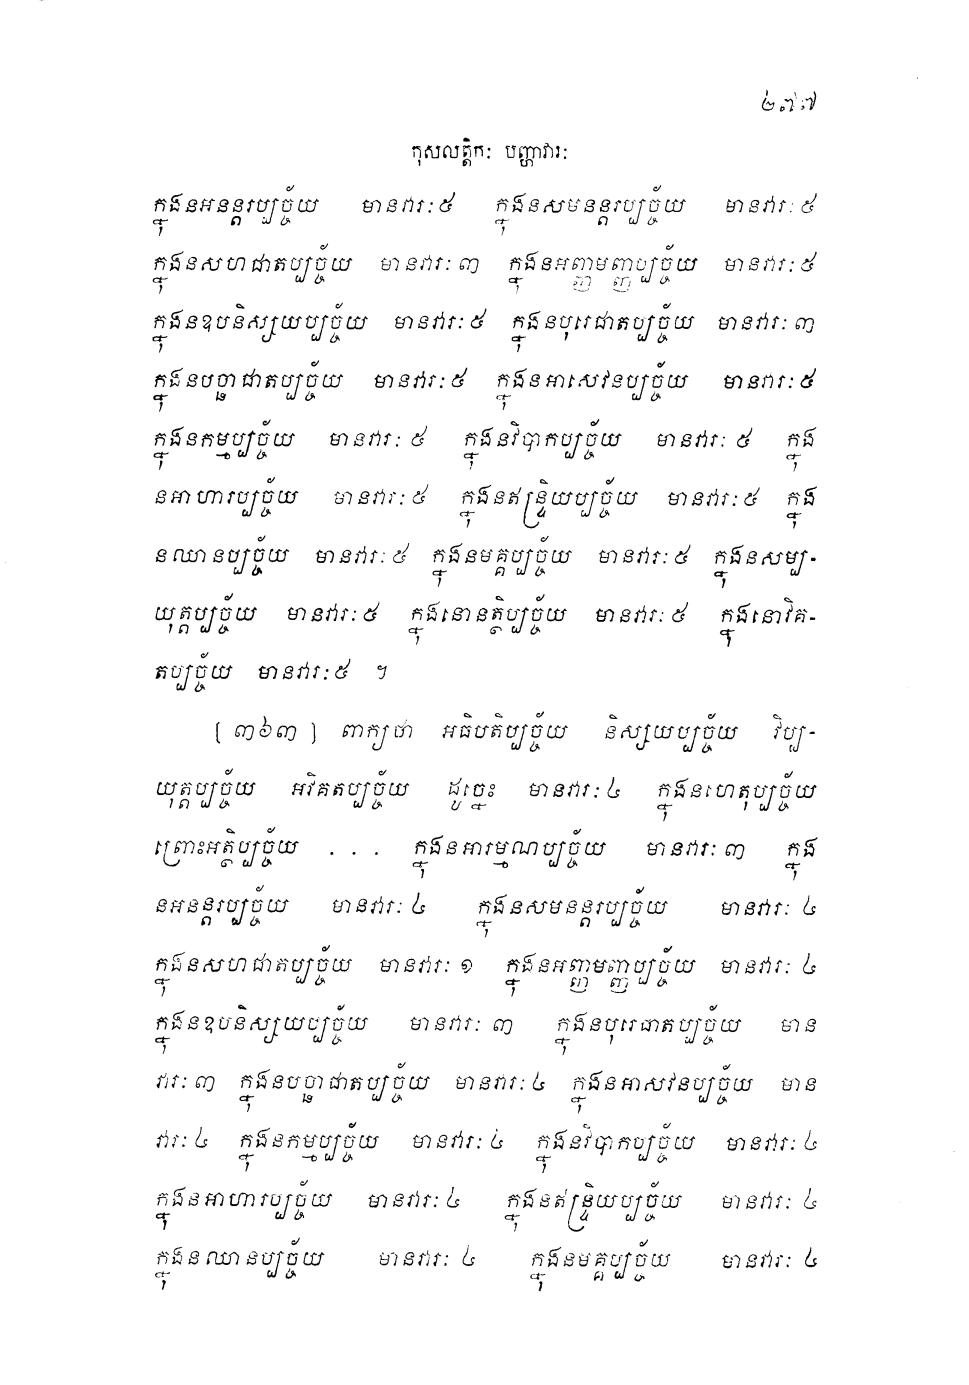 ២៣៧
កុសលត្តិកៈ បញ្ហាវារៈ
ក្នុងនអនន្តរប្បច្ច័យ មានវារៈ ៥ ក្នុងនសមនន្តរប្បច្ច័យ មានវារៈ ៥
ក្នុងនសហជាតប្បច្ច័យ មានវារៈ ៣ ក្នុងនអញ្ញាមញ្ញាប្បច្ច័យ មានវារៈ ៥
ក្នុងនឧបនិស្សយប្បច្ច័យ មានវារៈ ៥ ក្នុងនបុរេជាតប្បច្ច័យ មានវារៈ ៣
ក្នុងនបច្ឆាជាតប្បច្ច័យ មានវារៈ ៥ ក្នុងនអាសេវនប្បច្ច័យ មានវារៈ ៥
ក្នុងនកម្មប្បច្ច័យ មានវារៈ ៥ ក្នុងនវិបាកប្បច្ច័យ មានវារៈ ៥ ក្នុង
នអាហារប្បច្ច័យ មានវារៈ ៥ ក្នុងនឥន្ទ្រិយប្បច្ច័យ មានវារៈ ៥ ក្នុង
នឈានប្បច្ច័យ មានវារៈ ៥ ក្នុងនមគ្គប្បច្ច័យ មានវារៈ ៥ ក្នុងនសម្ប-
យុត្តប្បច្ច័យ មានវារៈ ៥ ក្នុងនោនត្ថិប្បច្ច័យ មានវារៈ ៥ ក្នុងនោវិគ-
តប្បច្ច័យ មានវារៈ ៥ ។
[ ៣៦៣ ] ពាក្យថា អធិបតិប្បច្ច័យ និស្សយប្បច្ច័យ វិប្ប-
យុត្តប្បច្ច័យ អវិគតប្បច្ច័យ ដូច្នេះ មានវារៈ ៤ ក្នុងនហេតុប្បច្ច័យ
ព្រោះអត្ថិប្បច្ច័យ . . . ក្នុងនអារម្មណប្បច្ច័យ មានវារៈ ៣ ក្នុង
នអនន្តរប្បច្ច័យ មានវារៈ ៤ ក្នុងនសមនន្តរប្បច្ច័យ មានវារៈ ៤
ក្នុងនសហជាតប្បច្ច័យ មានវារៈ ១ ក្នុងនអញ្ញាមញ្ញាប្បច្ច័យ មានវារៈ ៤
ក្នុងនឧបនិស្សយប្បច្ច័យ មានវារៈ ៣ ក្នុងនបុរេជាតប្បច្ច័យ មាន
វារៈ ៣ ក្នុងនបច្ឆាជាតប្បច្ច័យ មានវារៈ ៤ ក្នុងនអាសវនប្បច្ច័យ មាន
វារៈ ៤ ក្នុងនកម្មប្បច្ច័យ មានវារៈ ៤ ក្នុងនវិបាកប្បច្ច័យ មានវារៈ ៤
ក្នុងនអាហារប្បច្ច័យ មានវារៈ ៤ ក្នុងនឥន្ទ្រិយប្បច្ច័យ មានវារៈ ៤
ក្នុងនឈានប្បច្ច័យ មានវារៈ ៤ ក្នុងនមគ្គប្បច្ច័យ មានវារៈ ៤